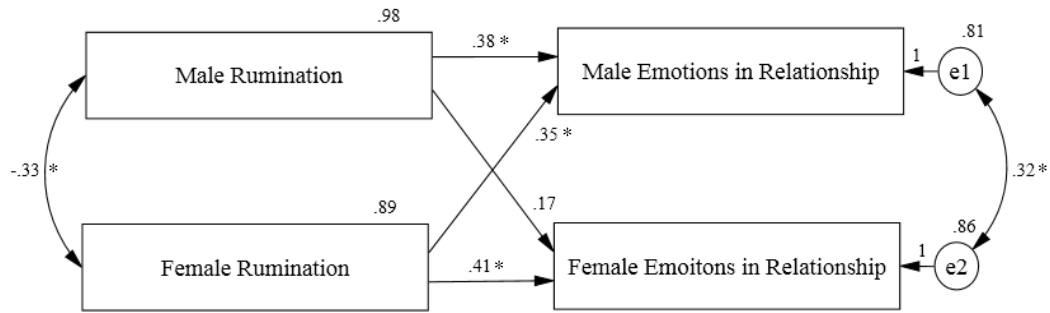 .98
.81
Male Rumination
.38 *
Male Emotions in Relationship
1
e1
-.33 *
.35 *
.32 *
.89
.17
.86
Female Rumination
.41 *
Female Emoitons in Relationship
1
e2